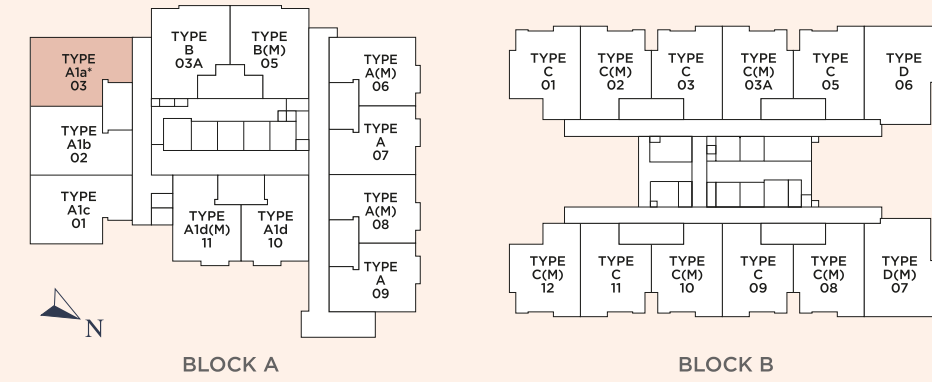 TYPE
A1a*
03
TYPE
A1b
02
TYPE
A1c
01
TYPE
B
03A
TYPE
B(M)
05
TYPE
A(M)
06
TYPE
A
07
TYPE
A(M)
08
TYPE
A
09
TYPE
A1d(M)
11
TYPE
A1d
10
N
BLOCK A
TYPE
C
01
TYPE
C(M)
02
TYPE
C
03
TYPE
C(M)
03A
TYPE
C
05
TYPE
D
06
TYPE
C(M)
12
TYPE
C
11
TYPE
C(M)
10
TYPE
C
09
TYPE
C(M)
08
TYPE
D(M)
07
BLOCK B